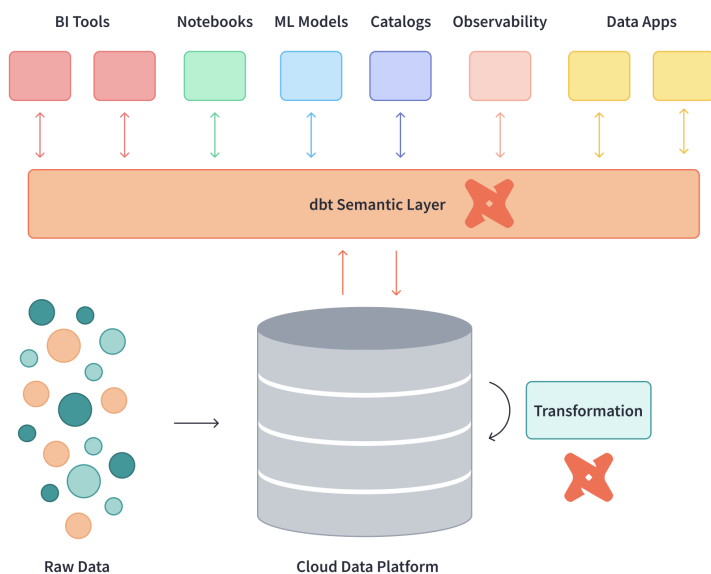 BI Tools
Notebooks
ML Models
Catalogs
Observability
Data Apps
dbt Semantic Layer
Transformation
Raw Data
Cloud Data Platform